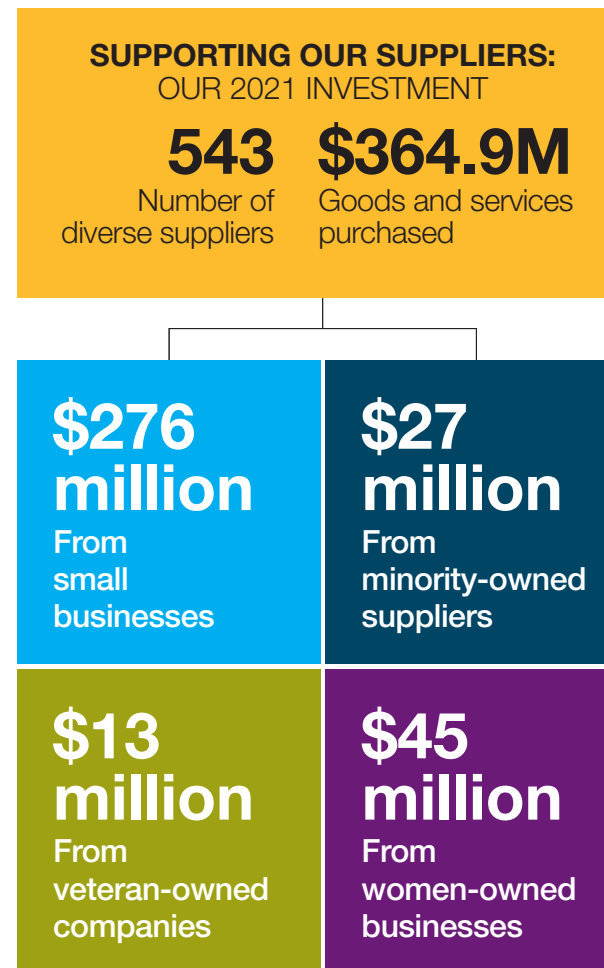 SUPPORTING OUR SUPPLIERS:
OUR 2021 INVESTMENT
543
Number of
diverse suppliers
$364.9M
Goods and services
purchased
$276
million
From
small
businesses
$27
million
From
minority-owned
suppliers
$13
million
From
veteran-owned
companies
$45
million
From
women-owned
businesses